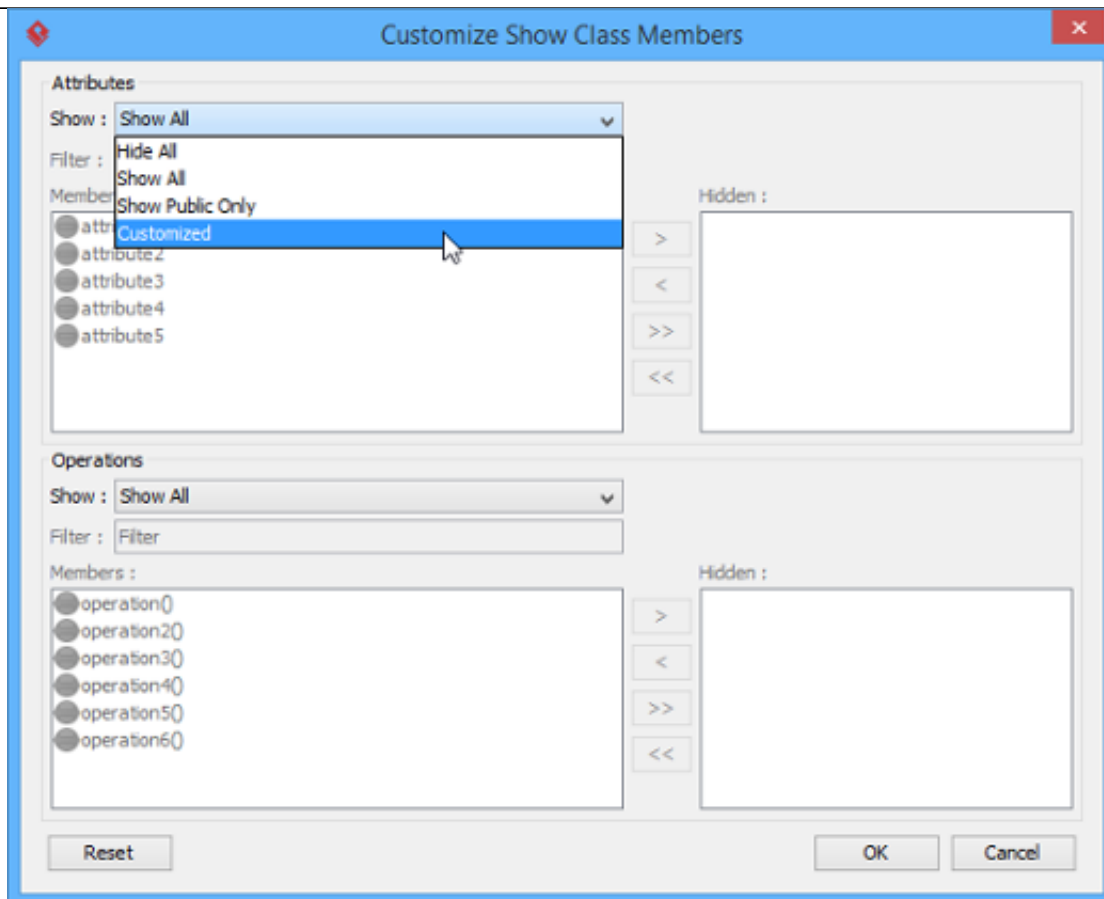 Customize Show Class Members
Attributes
Show : Show All
Hide All
Filter :
Show All
Member
Show Public Only
Hidden :
attr
Customized
attribute2
attribute3
attribute4
attribute5
>
<
>>
<<
Operations
Show : Show All
Filter : Filter
Members :
Hidden :
operation()
operation2()
operation3()
operation4()
operation5()
operation6()
>
<
>>
<<
Reset
OK
Cancel